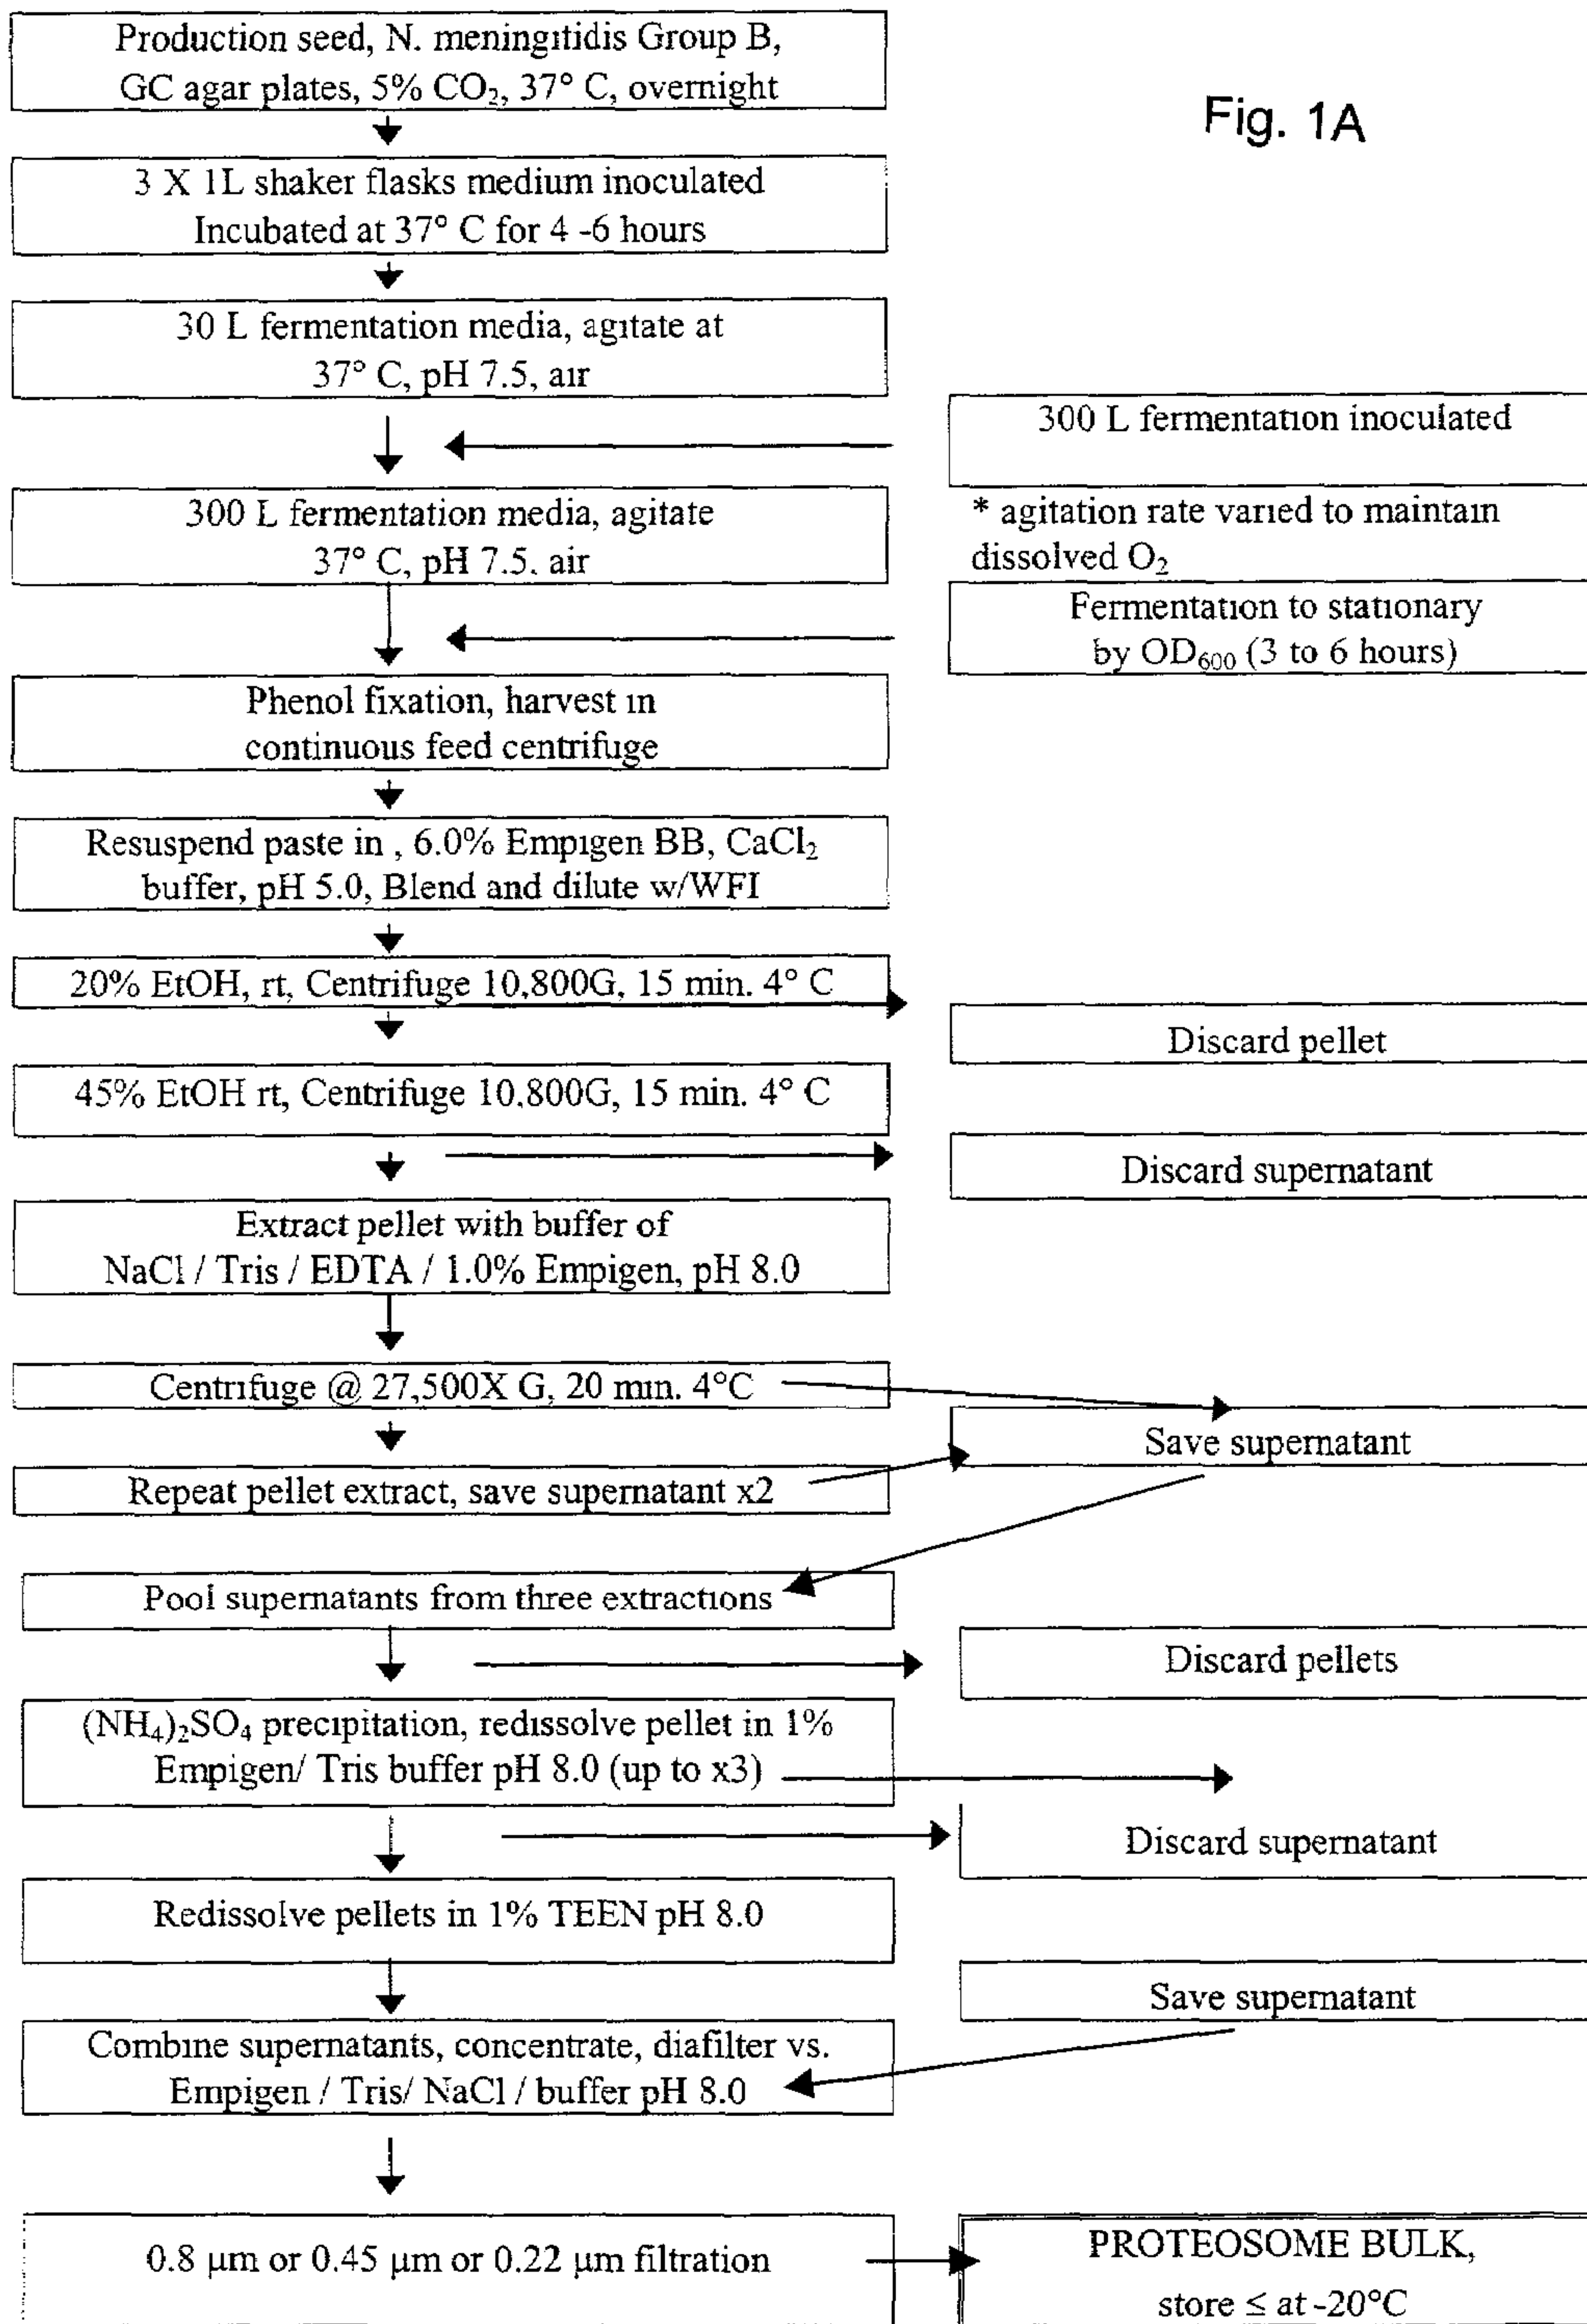 Production seed, N. meningitidis Group B,
GC agar plates, 5% CO₂, 37° C, overnight
Fig. 1A
3 X 1L shaker flasks medium inoculated
Incubated at 37° C for 4 -6 hours
30 L fermentation media, agitate at
37° C, pH 7.5, air
300 L fermentation inoculated
300 L fermentation media, agitate
37° C, pH 7.5. air
* agitation rate varied to maintain
dissolved O₂
Fermentation to stationary
by OD₆₀₀ (3 to 6 hours)
Phenol fixation, harvest in
continuous feed centrifuge
Resuspend paste in , 6.0% Empigen BB, CaCl₂
buffer, pH 5.0, Blend and dilute w/WFI
20% EtOH, rt, Centrifuge 10,800G, 15 min. 4° C
Discard pellet
45% EtOH rt, Centrifuge 10,800G, 15 min. 4° C
Discard supernatant
Extract pellet with buffer of
NaCl / Tris / EDTA / 1.0% Empigen, pH 8.0
Centrifuge @ 27,500X G, 20 min. 4°C
Save supernatant
Repeat pellet extract, save supernatant x2
Pool supernatants from three extractions
Discard pellets
(NH₄)₂SO₄ precipitation, redissolve pellet in 1%
Empigen/ Tris buffer pH 8.0 (up to x3)
Discard supernatant
Redissolve pellets in 1% TEEN pH 8.0
Save supernatant
Combine supernatants, concentrate, diafilter vs.
Empigen / Tris/ NaCl / buffer pH 8.0
0.8 μm or 0.45 μm or 0.22 μm filtration
PROTEOSOME BULK,
store ≤ at -20°C